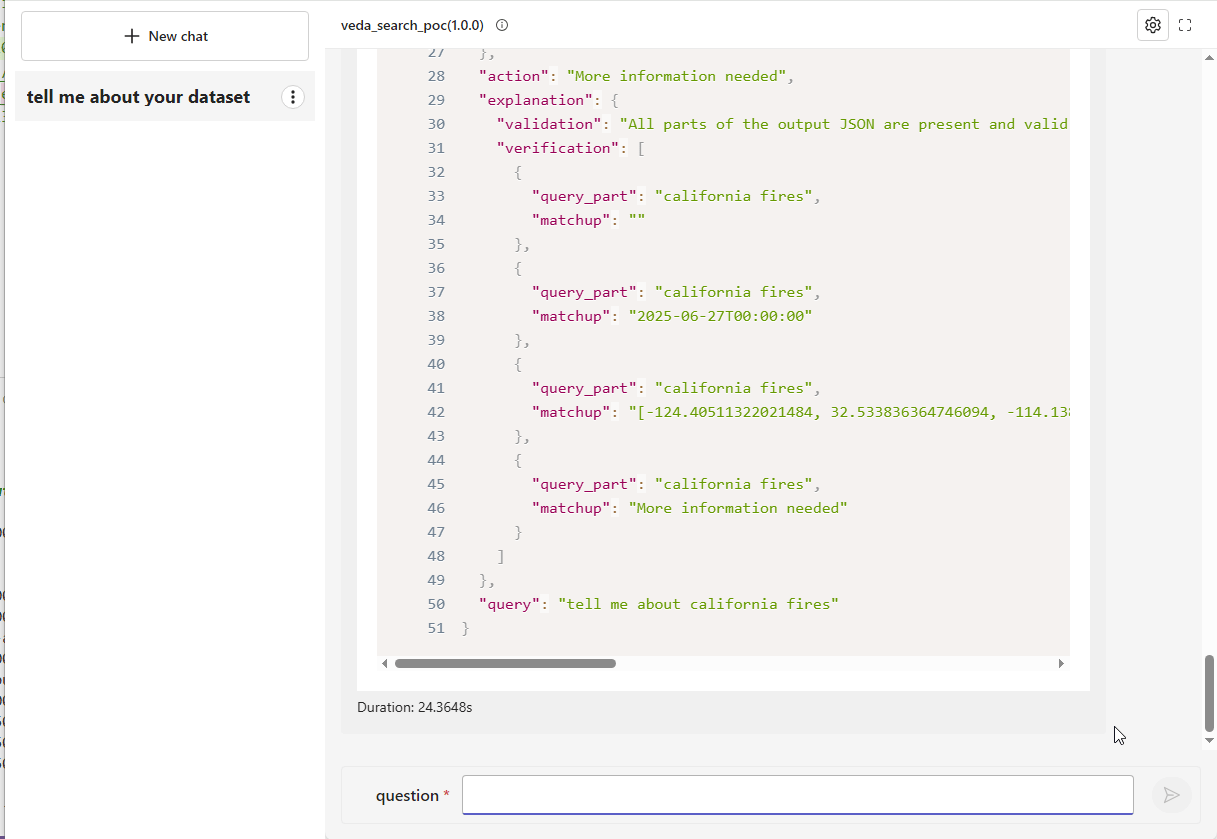 New chat
tell me about your dataset
veda_search_poc(1.0.0)
27 },
28 "action": "More information needed",
29 "explanation": {
30 "validation": "All parts of the output JSON are present and valid
31 "verification": [
32 {
33 "query_part": "california fires",
34 "matchup": ""
35 },
36 {
37 "query_part": "california fires",
38 "matchup": "2025-06-27T00:00:00"
39 },
40 {
41 "query_part": "california fires",
42 "matchup": "[-124.40511322021484, 32.533836364746094, -114.13
43 },
44 {
45 "query_part": "california fires",
46 "matchup": "More information needed"
47 }
48 ]
49 },
50 "query": "tell me about california fires"
51 }
Duration: 24.3648s
question *